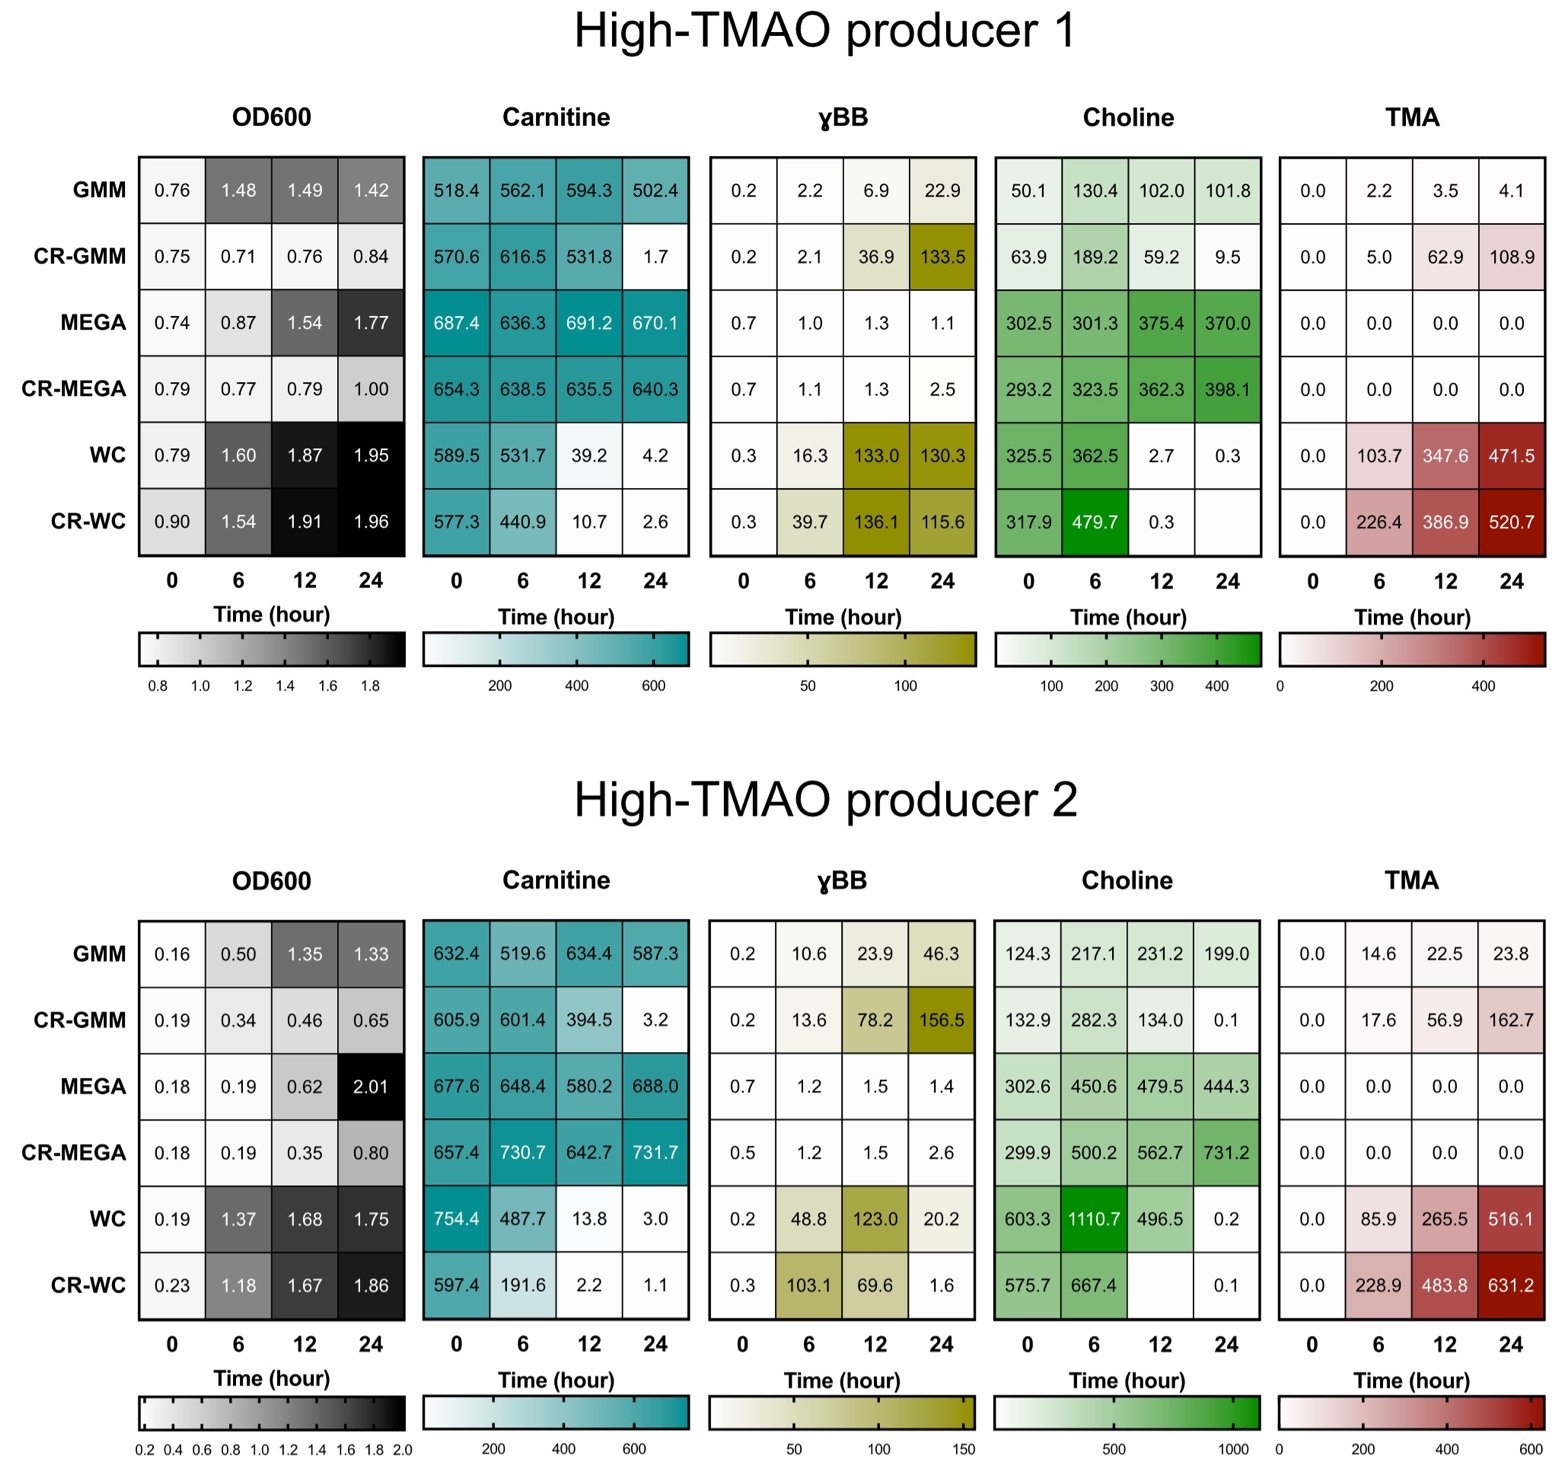 High-TMAO producer 1
OD600 Carnitine ɣBB Choline TMA
GMM 0.76 1.48 1.49 1.42 518.4 562.1 594.3 502.4 0.2 2.2 6.9 22.9 50.1 130.4 102.0 101.8 0.0 2.2 3.5 4.1
CR-GMM 0.75 0.71 0.76 0.84 570.6 616.5 531.8 1.7 0.2 2.1 36.9 133.5 63.9 189.2 59.2 9.5 0.0 5.0 62.9 108.9
MEGA 0.74 0.87 1.54 1.77 687.4 636.3 691.2 670.1 0.7 1.0 1.3 1.1 302.5 301.3 375.4 370.0 0.0 0.0 0.0 0.0
CR-MEGA 0.79 0.77 0.79 1.00 654.3 638.5 635.5 640.3 0.7 1.1 1.3 2.5 293.2 323.5 362.3 398.1 0.0 0.0 0.0 0.0
WC 0.79 1.60 1.87 1.95 589.5 531.7 39.2 4.2 0.3 16.3 133.0 130.3 325.5 362.5 2.7 0.3 0.0 103.7 347.6 471.5
CR-WC 0.90 1.54 1.91 1.96 577.3 440.9 10.7 2.6 0.3 39.7 136.1 115.6 317.9 479.7 0.3 0.0 226.4 386.9 520.7
0 6 12 24 0 6 12 24 0 6 12 24 0 6 12 24 0 6 12 24
Time (hour) Time (hour) Time (hour) Time (hour) Time (hour)
0.8 1.0 1.2 1.4 1.6 1.8 200 400 600 50 100 100 200 300 400 0 200 400
High-TMAO producer 2
OD600 Carnitine ɣBB Choline TMA
GMM 0.16 0.50 1.35 1.33 632.4 519.6 634.4 587.3 0.2 10.6 23.9 46.3 124.3 217.1 231.2 199.0 0.0 14.6 22.5 23.8
CR-GMM 0.19 0.34 0.46 0.65 605.9 601.4 394.5 3.2 0.2 13.6 78.2 156.5 132.9 282.3 134.0 0.1 0.0 17.6 56.9 162.7
MEGA 0.18 0.19 0.62 2.01 677.6 648.4 580.2 688.0 0.7 1.2 1.5 1.4 302.6 450.6 479.5 444.3 0.0 0.0 0.0 0.0
CR-MEGA 0.18 0.19 0.35 0.80 657.4 730.7 642.7 731.7 0.5 1.2 1.5 2.6 299.9 500.2 562.7 731.2 0.0 0.0 0.0 0.0
WC 0.19 1.37 1.68 1.75 754.4 487.7 13.8 3.0 0.2 48.8 123.0 20.2 603.3 1110.7 496.5 0.2 0.0 85.9 265.5 516.1
CR-WC 0.23 1.18 1.67 1.86 597.4 191.6 2.2 1.1 0.3 103.1 69.6 1.6 575.7 667.4 0.1 0.0 228.9 483.8 631.2
0 6 12 24 0 6 12 24 0 6 12 24 0 6 12 24 0 6 12 24
Time (hour) Time (hour) Time (hour) Time (hour) Time (hour)
0.2 0.4 0.6 0.8 1.0 1.2 1.4 1.6 1.8 2.0 200 400 600 50 100 150 500 1000 0 200 400 600